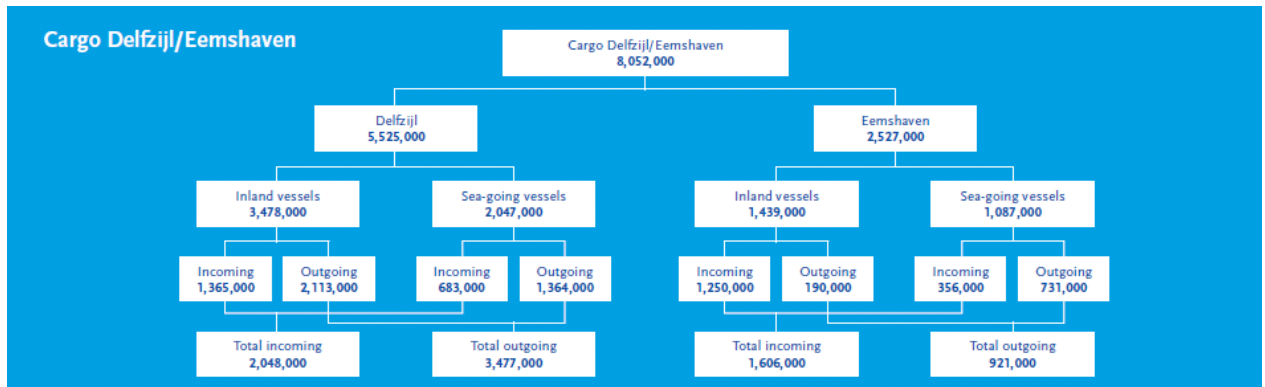 Cargo Delfzijl/Eemshaven
Cargo Delfzijl/Eemshaven
8,052,000
Delfzijl
5,525,000
Eemshaven
2,527,000
Inland vessels
3,478,000
Sea-going vessels
2,047,000
Inland vessels
1,439,000
Sea-going vessels
1,087,000
Incoming
1,365,000
Outgoing
2,113,000
Incoming
683,000
Outgoing
1,364,000
Incoming
1,250,000
Outgoing
190,000
Incoming
356,000
Outgoing
731,000
Total incoming
2,048,000
Total outgoing
3,477,000
Total incoming
1,606,000
Total outgoing
921,000